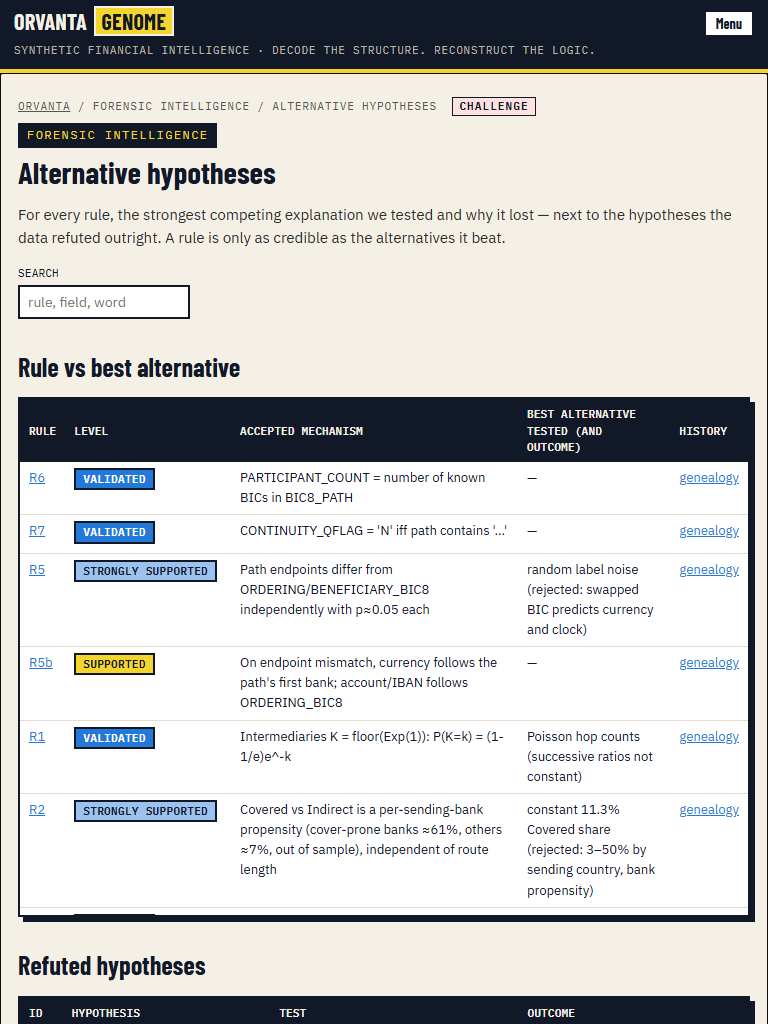 ORVANTA GENOME
Menu
SYNTHETIC FINANCIAL INTELLIGENCE · DECODE THE STRUCTURE. RECONSTRUCT THE LOGIC.
ORVANTA / FORENSIC INTELLIGENCE / ALTERNATIVE HYPOTHESES CHALLENGE
FORENSIC INTELLIGENCE
Alternative hypotheses
For every rule, the strongest competing explanation we tested and why it lost — next to the hypotheses the
data refuted outright. A rule is only as credible as the alternatives it beat.
SEARCH
rule, field, word
Rule vs best alternative
RULE LEVEL ACCEPTED MECHANISM BEST ALTERNATIVE
TESTED (AND
OUTCOME) HISTORY
R6 VALIDATED PARTICIPANT_COUNT = number of known
BICs in BIC8_PATH — genealogy
R7 VALIDATED CONTINUITY_QFLAG = 'N' iff path contains '...' — genealogy
R5 STRONGLY SUPPORTED Path endpoints differ from
ORDERING/BENEFICIARY_BIC8
independently with p≈0.05 each
random label noise
(rejected: swapped
BIC predicts currency
and clock)
genealogy
R5b SUPPORTED On endpoint mismatch, currency follows the
path's first bank; account/IBAN follows
ORDERING_BIC8
— genealogy
R1 VALIDATED Intermediaries K = floor(Exp(1)): P(K=k) = (1-
1/e)e^-k
Poisson hop counts
(successive ratios not
constant)
genealogy
R2 STRONGLY SUPPORTED Covered vs Indirect is a per-sending-bank
propensity (cover-prone banks ≈61%, others
≈7%, out of sample), independent of route
length
constant 11.3%
Covered share
(rejected: 3–50% by
sending country, bank
propensity)
genealogy
Refuted hypotheses
ID HYPOTHESIS TEST OUTCOME